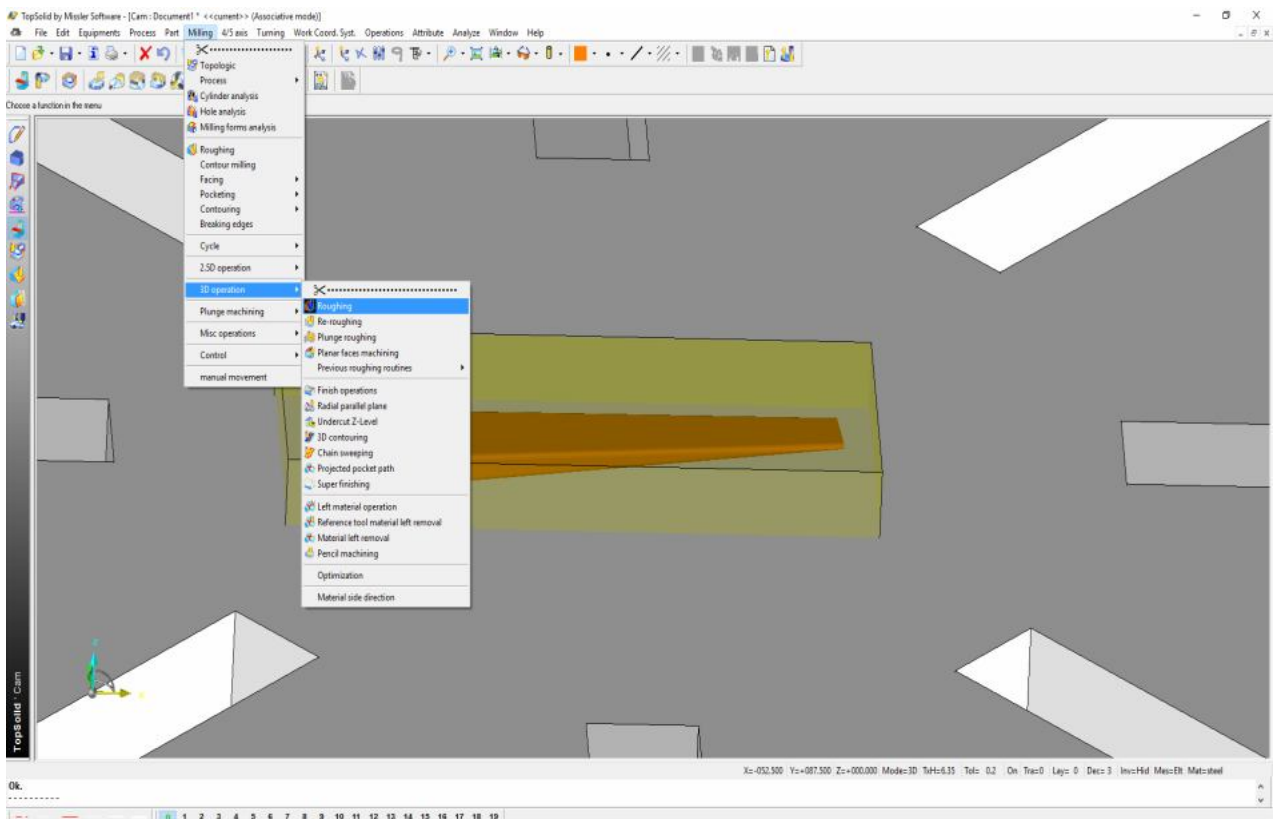 TopSolid by Missler Software - [Cam : Document1 * <<current>> (Associative mode)]
File Edit Equipments Process Part Milling 4/5 axis Turning Work Coord. Syst. Operations Attribute Analyze Window Help
Choose a function in the menu
Topologic
Process
Cylinder analysis
Hole analysis
Milling forms analysis
Roughing
Contour milling
Facing
Pocketing
Contouring
Breaking edges
Cycle
2.5D operation
3D operation
Plunge machining
Misc operations
Control
manual movement
Roughing
Re-roughing
Plunge roughing
Planar faces machining
Previous roughing routines
Finish operations
Radial parallel plane
Undercut Z-Level
3D contouring
Chain sweeping
Projected pocket path
Super finishing
Left material operation
Reference tool material left removal
Material left removal
Pencil machining
Optimization
Material side direction
TopSolid'Cam
X=-052.500 Y=+087.500 Z=+000.000 Mode=3D TxH=6.35 Tol= 0.2 On Tra=0 Lay= 0 Dec= 3 Inv=Hid Mes=Elt Mat=steel
Ok.
0 1 2 3 4 5 6 7 8 9 10 11 12 13 14 15 16 17 18 19